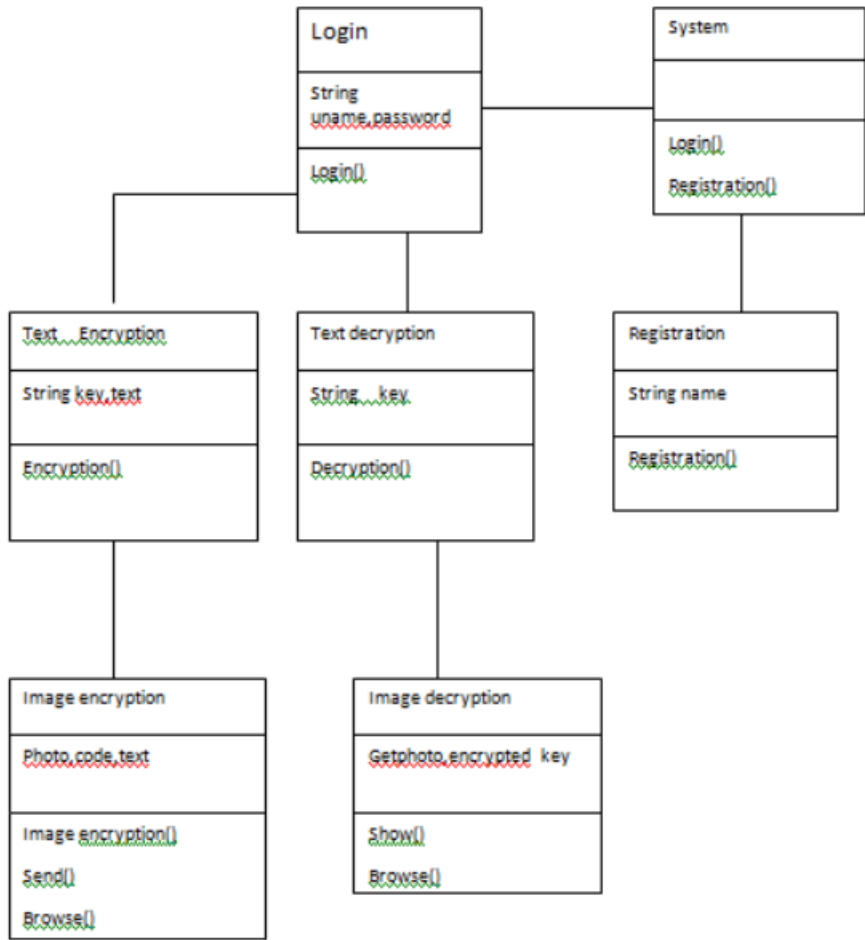 Login
String
uname,password
Login()
System
Login()
Registration()
Text Encryption
String key,text
Encryption()
Text decryption
String key
Decryption()
Registration
String name
Registration()
Image encryption
Photo,code,text
Image encryption()
Send()
Browse()
Image decryption
Getphoto,encrypted key
Show()
Browse()